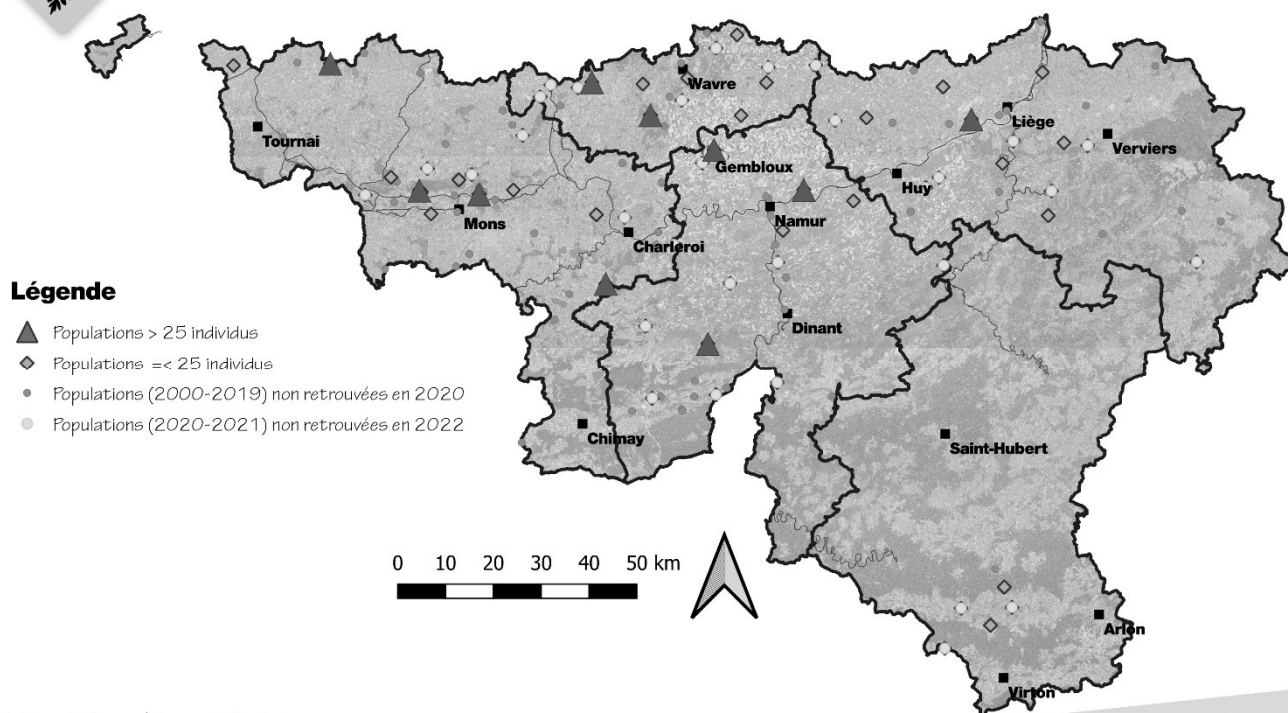 Wavre
Tournai
Liège
Verviers
Gembloux
Huy
Namur
Mons
Charleroi
Légende
Populations > 25 individus
Populations =< 25 individus
Populations (2000-2019) non retrouvées en 2020
Populations (2020-2021) non retrouvées en 2022
Dinant
Chimay
Saint-Hubert
0 10 20 30 40 50 km
Arlon
Virton